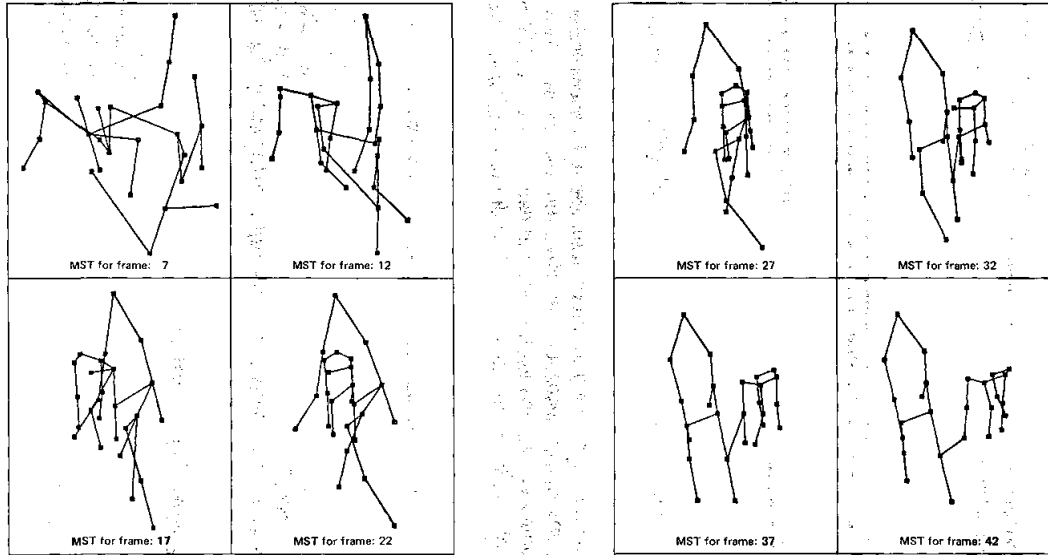 MST for frame: 7
MST for frame: 12
MST for frame: 27
MST for frame: 32
MST for frame: 17
MST for frame: 22
MST for frame: 37
MST for frame: 42